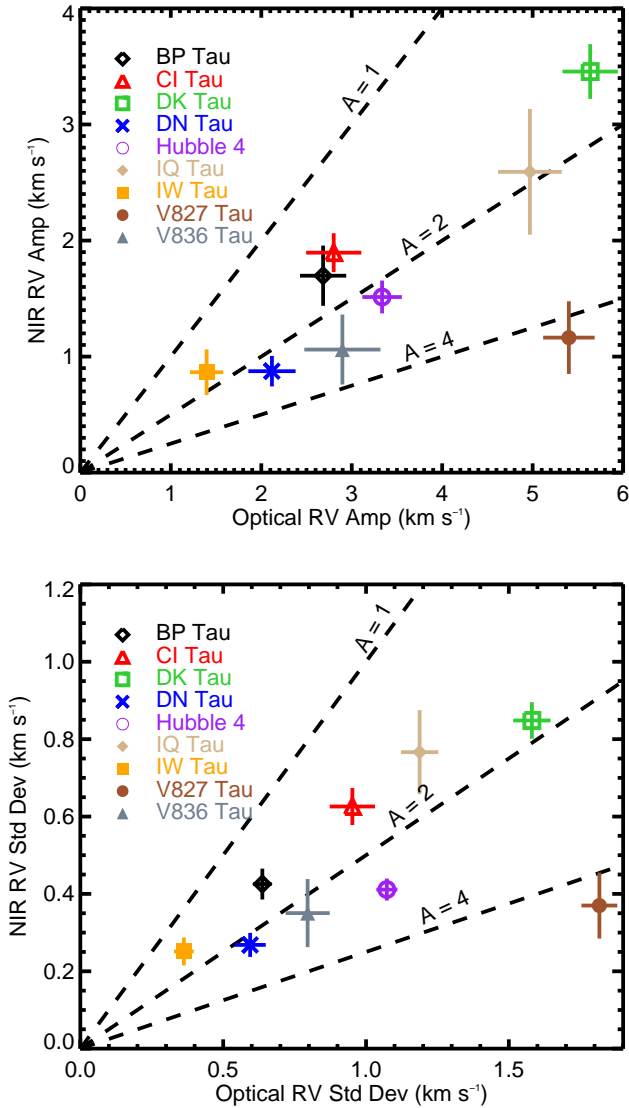 4
BP Tau
CI Tau
A = 1
DK Tau
3
DN Tau
Hubble 4
IQ Tau
IW Tau
A = 2
V827 Tau
2
V836 Tau
NIR RV Amp (km s⁻¹)
A = 4
1
0
0 1 2 3 4 5 6
Optical RV Amp (km s⁻¹)
1.2
A = 1
BP Tau
CI Tau
1.0
DK Tau
DN Tau
Hubble 4
0.8
IQ Tau
IW Tau
V827 Tau
A = 2
V836 Tau
0.6
NIR RV Std Dev (km s⁻¹)
0.4
A = 4
0.2
0.0
0.0 0.5 1.0 1.5
Optical RV Std Dev (km s⁻¹)